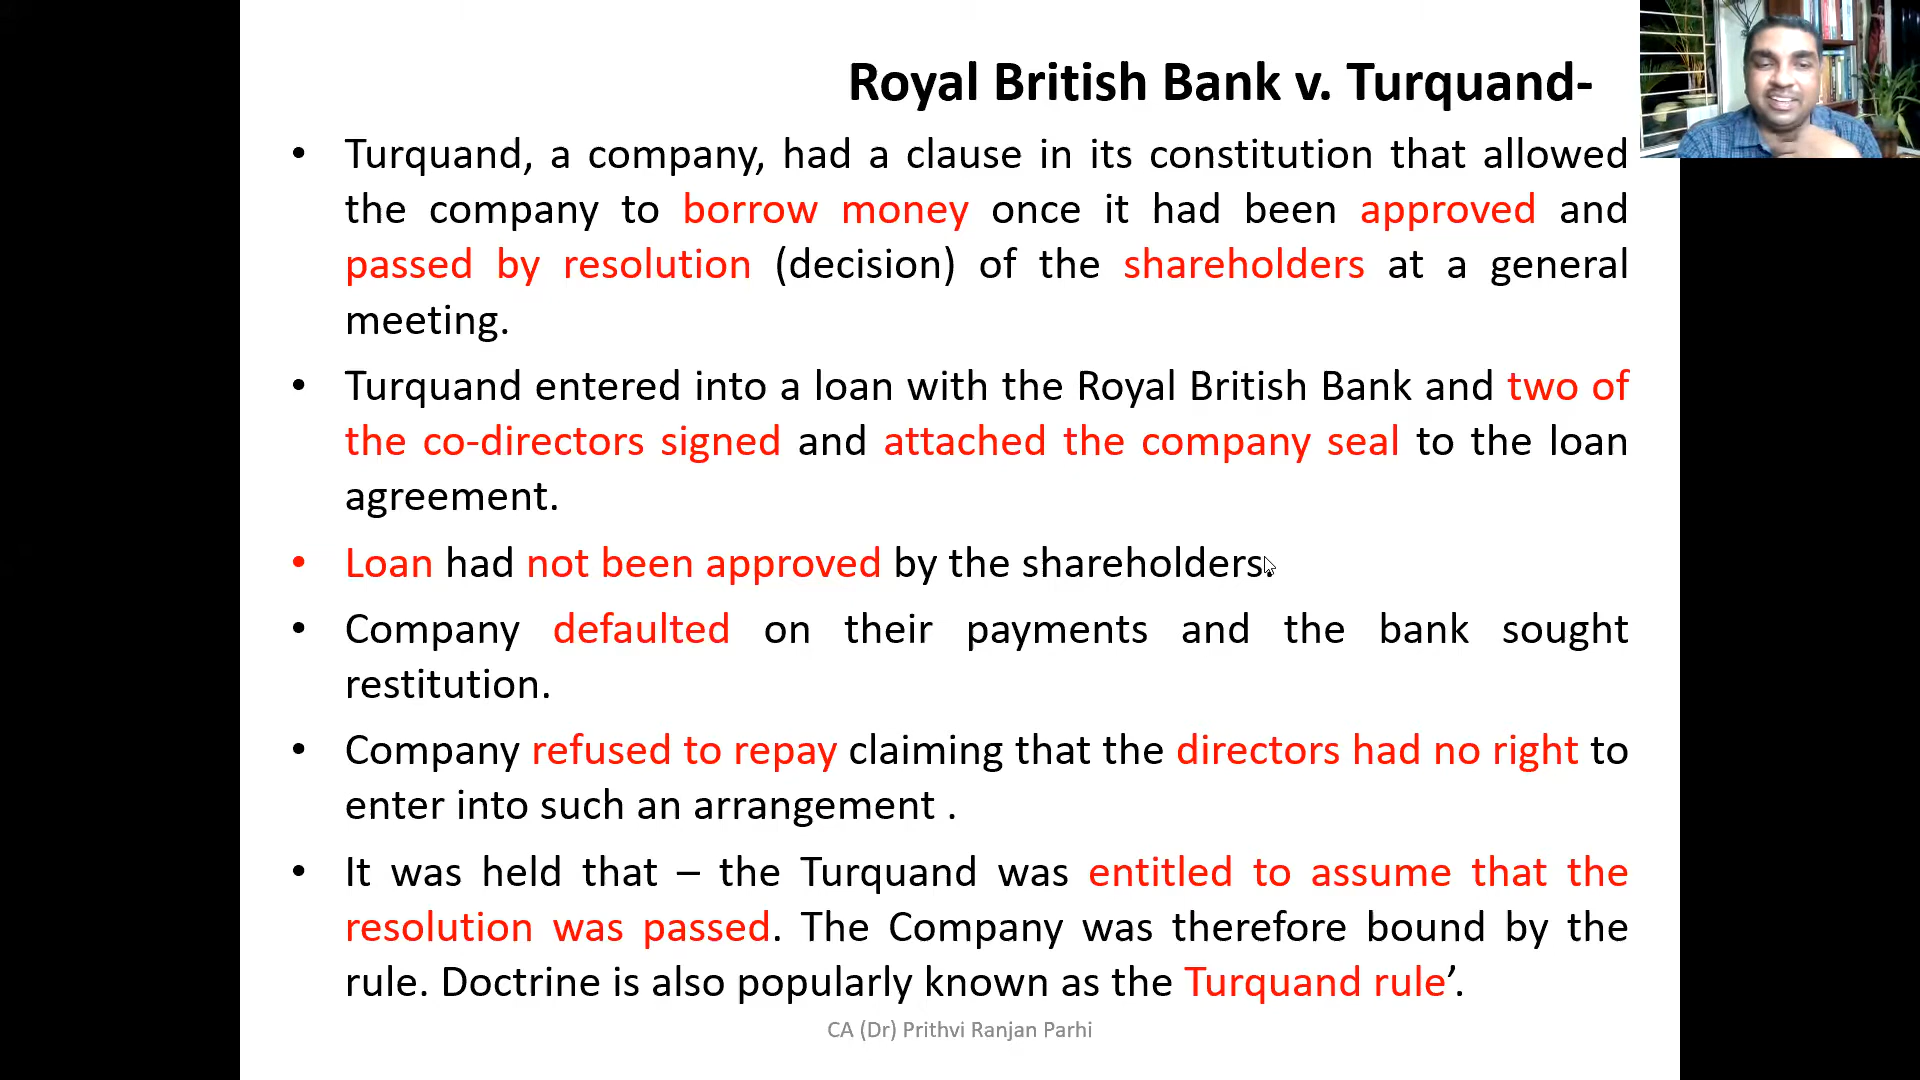 Royal British Bank v. Turquand-
• Turquand, a company, had a clause in its constitution that allowed
the company to borrow money once it had been approved and
passed by resolution (decision) of the shareholders at a general
meeting.
• Turquand entered into a loan with the Royal British Bank and two of
the co-directors signed and attached the company seal to the loan
agreement.
• Loan had not been approved by the shareholders.
• Company defaulted on their payments and the bank sought
restitution.
• Company refused to repay claiming that the directors had no right to
enter into such an arrangement .
• It was held that – the Turquand was entitled to assume that the
resolution was passed. The Company was therefore bound by the
rule. Doctrine is also popularly known as the Turquand rule’.
CA (Dr) Prithvi Ranjan Parhi